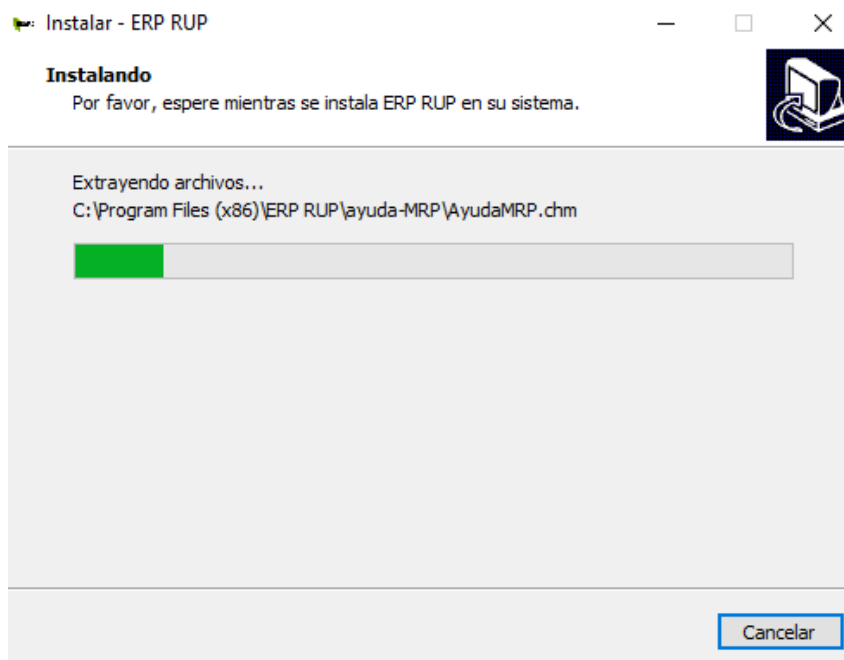 Instalar - ERP RUP
Instalando
Por favor, espere mientras se instala ERP RUP en su sistema.
Extrayendo archivos...
C:\Program Files (x86)\ERP RUP\ayuda-MRP\AyudaMRP.chm
Cancelar